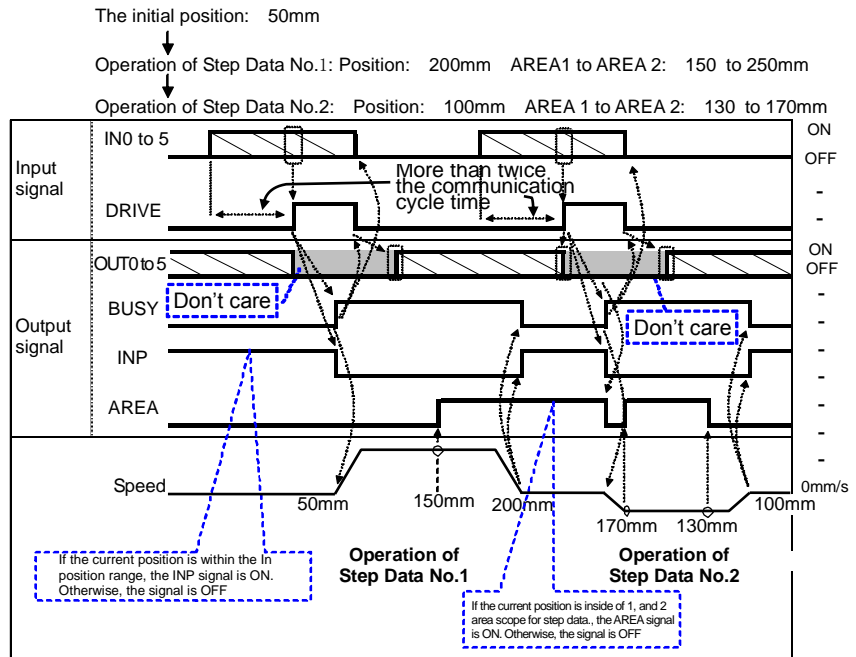 The initial position: 50mm
Operation of Step Data No.1: Position: 200mm AREA1 to AREA 2: 150 to 250mm
Operation of Step Data No.2: Position: 100mm AREA 1 to AREA 2: 130 to 170mm
Input signal
IN0 to 5
ON
OFF
More than twice the communication cycle time
-
DRIVE
-
Output signal
OUT0 to 5
ON
OFF
Don't care
BUSY
-
-
Don't care
INP
-
-
AREA
-
-
Speed
-
50mm
150mm
200mm
170mm
130mm
100mm
0mm/s
If the current position is within the In position range, the INP signal is ON. Otherwise, the signal is OFF
Operation of Step Data No.1
Operation of Step Data No.2
If the current position is inside of 1, and 2 area scope for step data., the AREA signal is ON. Otherwise, the signal is OFF